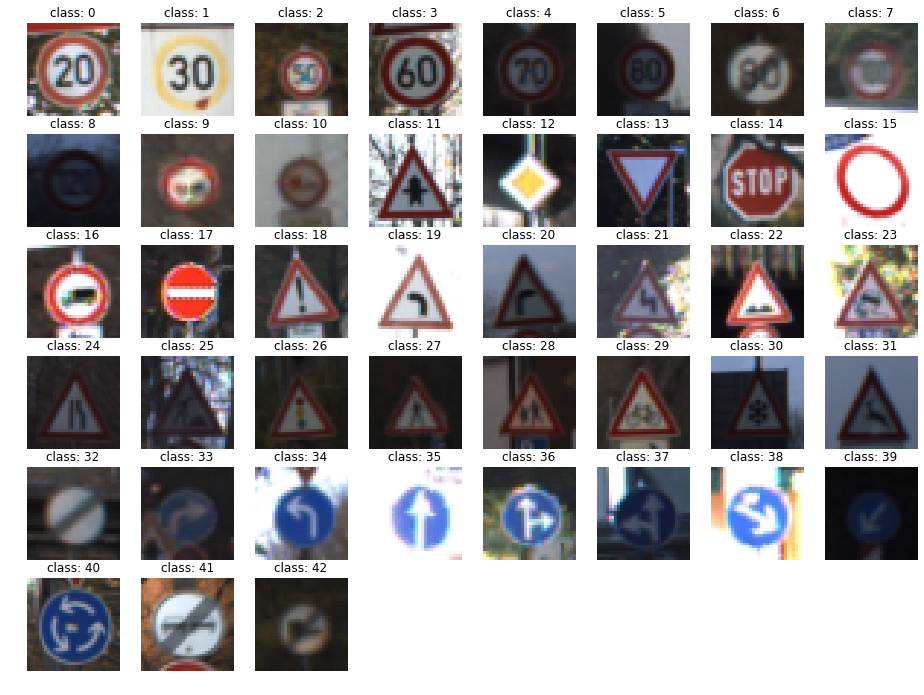 class: 0 class: 1 class: 2 class: 3 class: 4 class: 5 class: 6 class: 7
20 30 50 60 70 80 80
class: 8 class: 9 class: 10 class: 11 class: 12 class: 13 class: 14 class: 15
STOP
class: 16 class: 17 class: 18 class: 19 class: 20 class: 21 class: 22 class: 23
class: 24 class: 25 class: 26 class: 27 class: 28 class: 29 class: 30 class: 31
class: 32 class: 33 class: 34 class: 35 class: 36 class: 37 class: 38 class: 39
class: 40 class: 41 class: 42